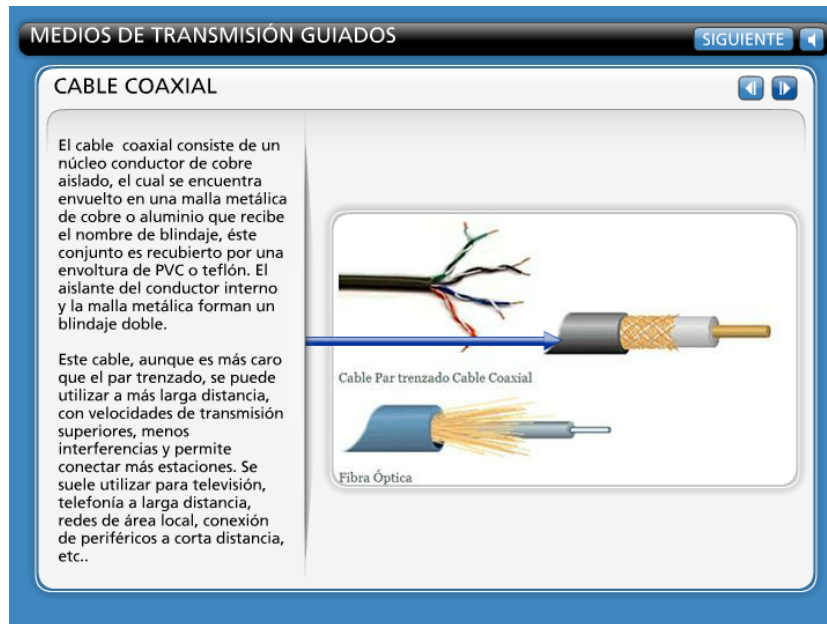 MEDIOS DE TRANSMISIÓN GUIADOS
SIGUIENTE
CABLE COAXIAL
El cable coaxial consiste de un
núcleo conductor de cobre
aislado, el cual se encuentra
envuelto en una malla metálica
de cobre o aluminio que recibe
el nombre de blindaje, éste
conjunto es recubierto por una
envoltura de PVC o teflón. El
aislante del conductor interno
y la malla metálica forman un
blindaje doble.
Este cable, aunque es más caro
que el par trenzado, se puede
utilizar a más larga distancia,
con velocidades de transmisión
superiores, menos
interferencias y permite
conectar más estaciones. Se
suele utilizar para televisión,
telefonía a larga distancia,
redes de área local, conexión
de periféricos a corta distancia,
etc..
Cable Par trenzado Cable Coaxial
Fibra Óptica